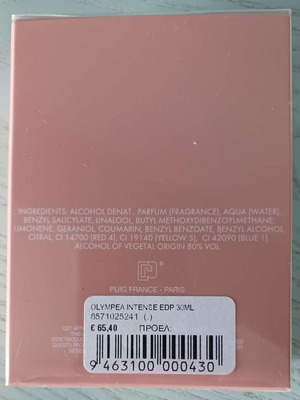 INGREDIENTS: ALCOHOL DENAT., PARFUM (FRAGRANCE), AQUA (WATER),
BENZYL SALICYLATE, LINALOOL, BUTYL METHOXYDIBENZOYLMETHANE,
LIMONENE, GERANIOL, COUMARIN, BENZYL BENZOATE, BENZYL ALCOHOL,
CITRAL, CI 14700 (RED 4), CI 19140 (YELLOW 5), CI 42090 (BLUE 1)
ALCOHOL OF VEGETAL ORIGIN 80% VOL.
PUIG FRANCE - PARIS
OLYMPEA INTENSE EDP 30ML
8571025241 (.)
€ 65,40 ΠΡΟΕΛ:
9 463100 000430